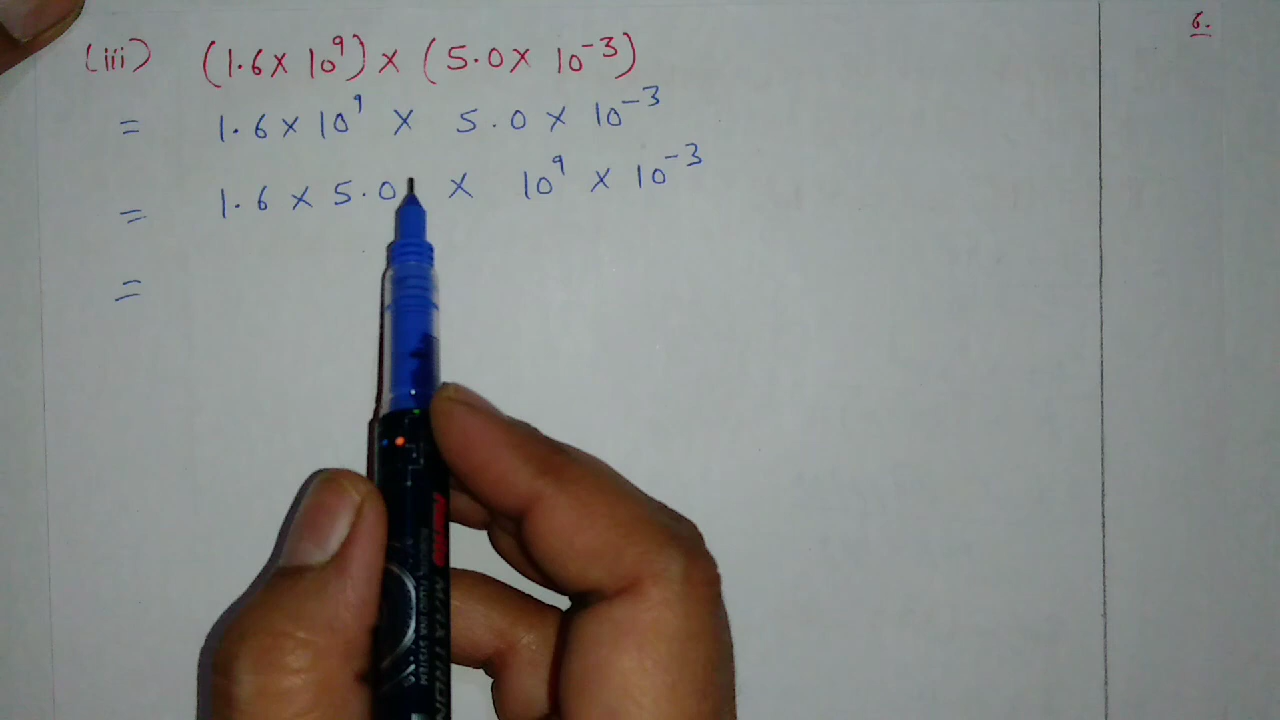 6.
(iii) (1.6 × 10⁹) × (5.0 × 10⁻³)
= 1.6 × 10⁹ × 5.0 × 10⁻³
= 1.6 × 5.0 × 10⁹ × 10⁻³
=